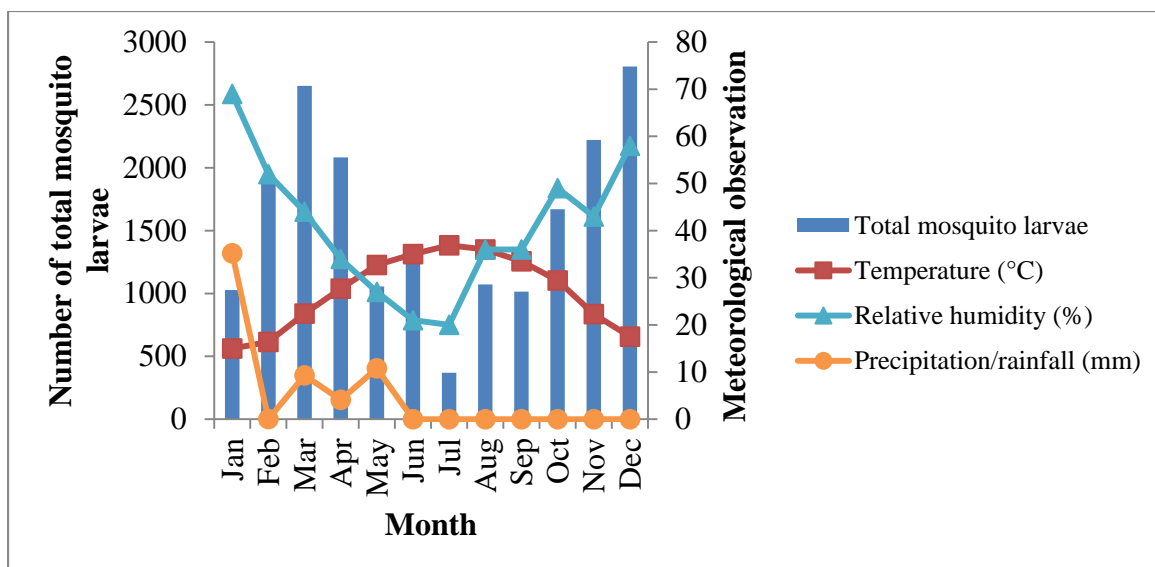 Number of total mosquito
larvae
3000
2500
2000
1500
1000
500
0
80
70
60
50
40
30
20
10
0
Meteorological observation
Jan
Feb
Mar
Apr
May
Jun
Jul
Aug
Sep
Oct
Nov
Dec
Month
Total mosquito larvae
Temperature (°C)
Relative humidity (%)
Precipitation/rainfall (mm)